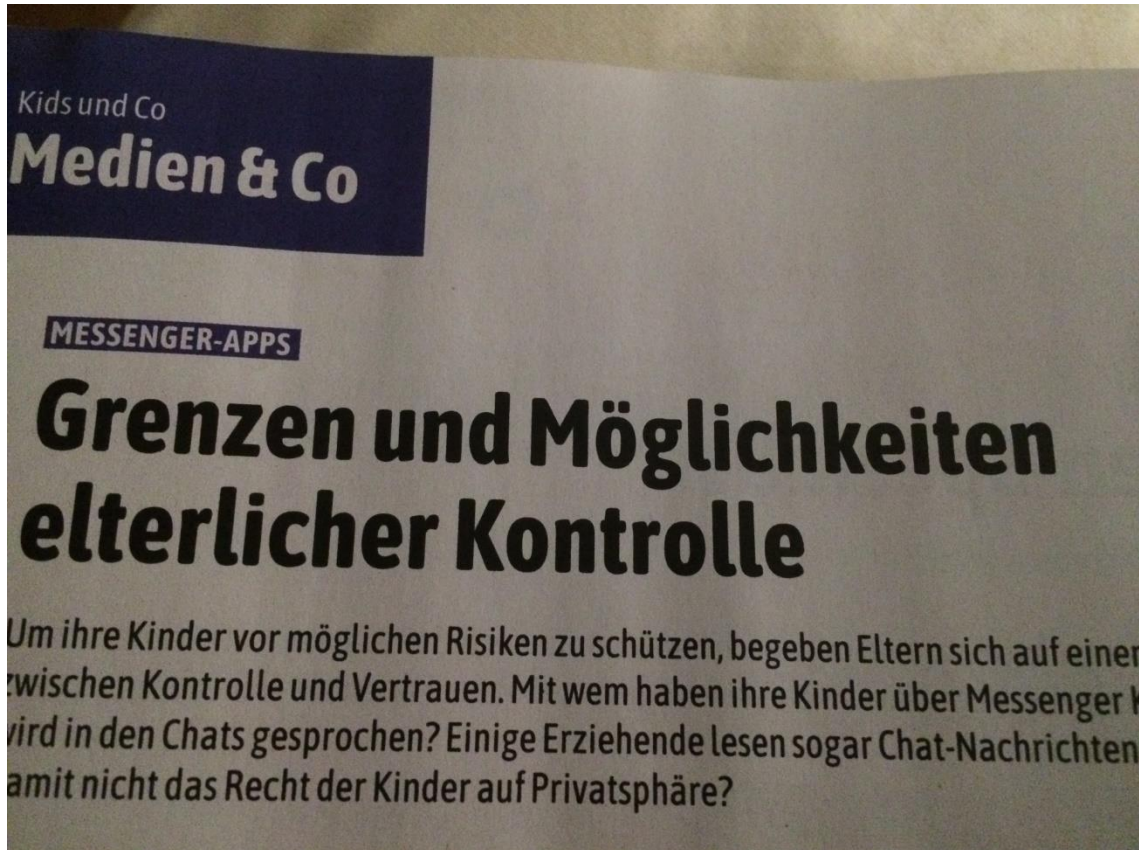 Kids und Co
Medien & Co
MESSENGER-APPS
Grenzen und Möglichkeiten
elterlicher Kontrolle
Um ihre Kinder vor möglichen Risiken zu schützen, begeben Eltern sich auf einen
zwischen Kontrolle und Vertrauen. Mit wem haben ihre Kinder über Messenger
wird in den Chats gesprochen? Einige Erziehende lesen sogar Chat-Nachrichten
amit nicht das Recht der Kinder auf Privatsphäre?